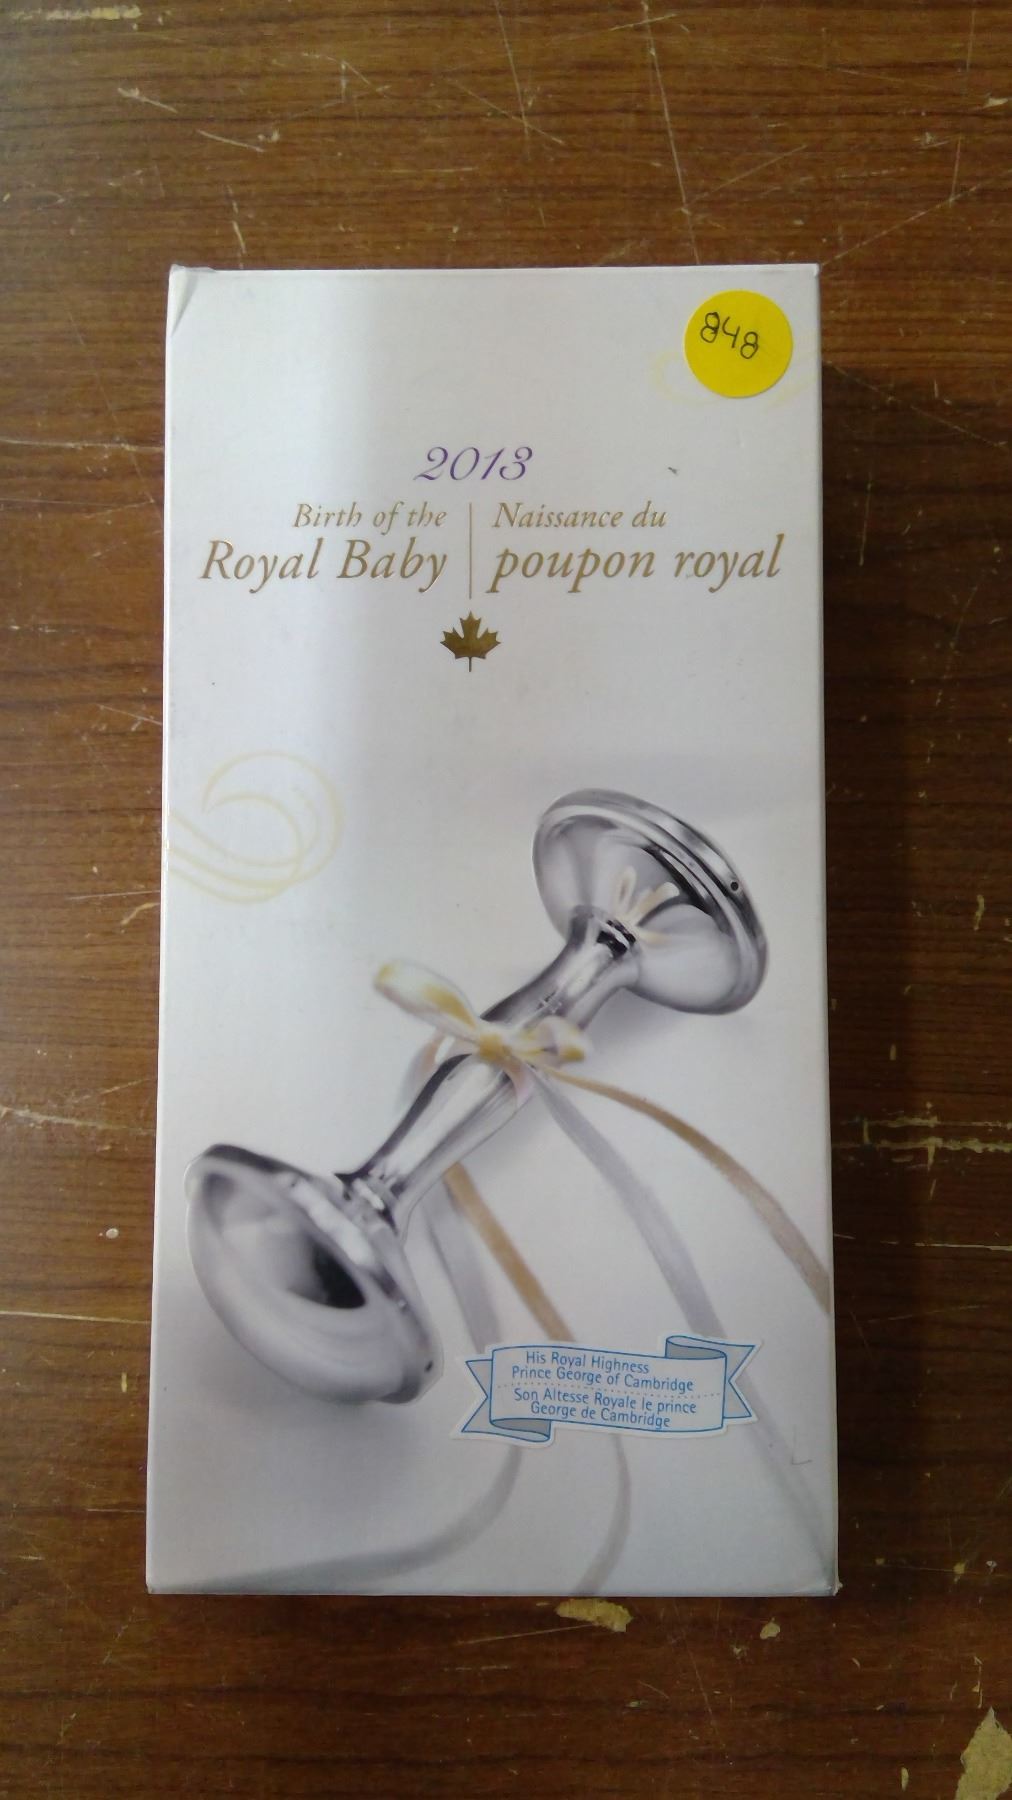 848
2013
Birth of the
Royal Baby
Naissance du
poupon royal
His Royal Highness
Prince George of Cambridge
Son Altesse Royale le prince
George de Cambridge